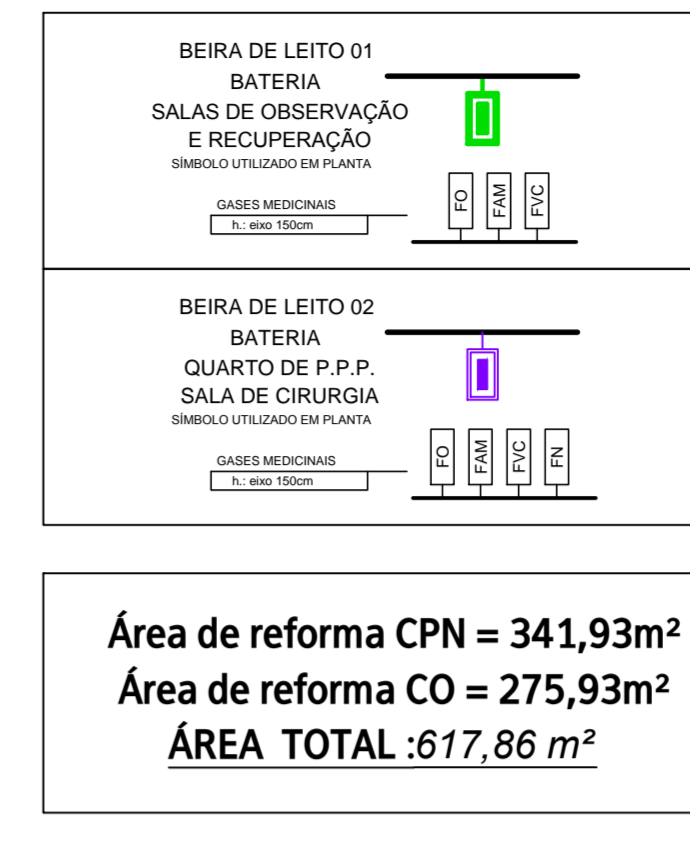 BEIRA DE LEITO 01
BATERIA
SALAS DE OBSERVAÇÃO
E RECUPERAÇÃO
SÍMBOLO UTILIZADO EM PLANTA
GASES MEDICINAIS
h.: eixo 150cm
FO
FAM
FVC
BEIRA DE LEITO 02
BATERIA
QUARTO DE P.P.P.
SALA DE CIRURGIA
SÍMBOLO UTILIZADO EM PLANTA
GASES MEDICINAIS
h.: eixo 150cm
FO
FAM
FVC
FN
Área de reforma CPN = 341,93m²
Área de reforma CO = 275,93m²
ÁREA TOTAL :617,86 m²